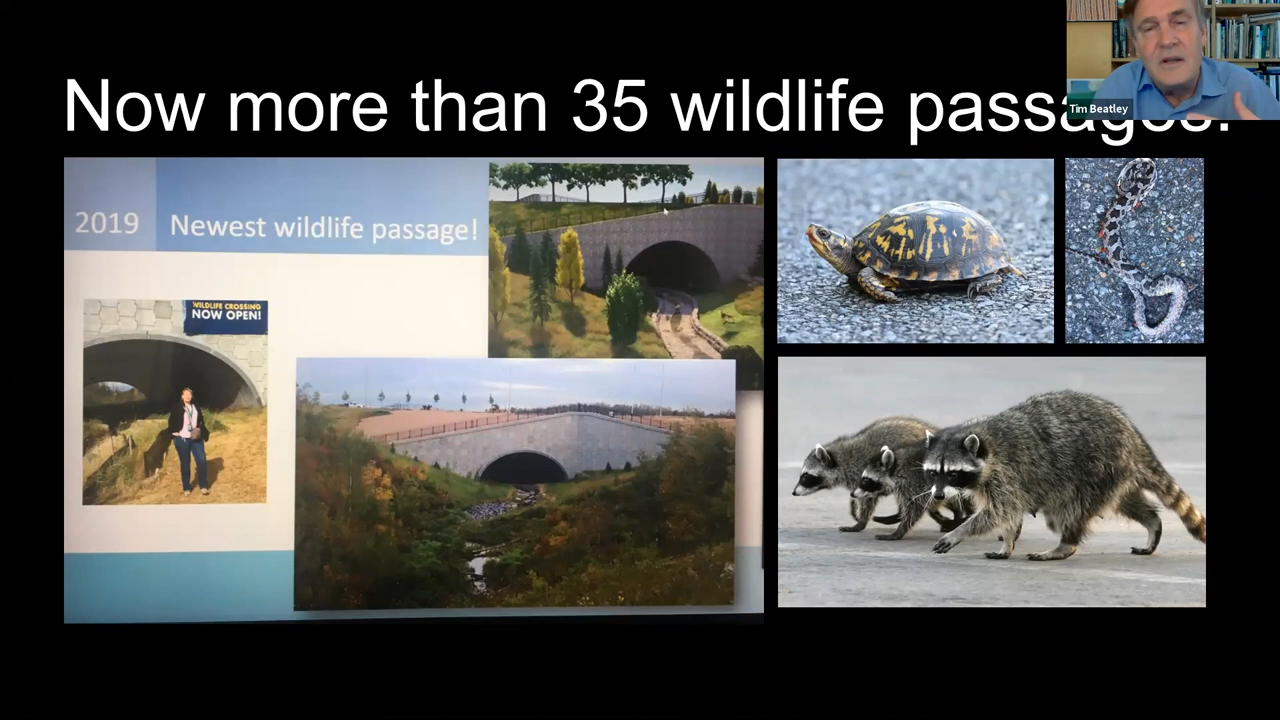 Now more than 35 wildlife passages!
Tim Beatley
2019
Newest wildlife passage!
WILDLIFE CROSSING
NOW OPEN!